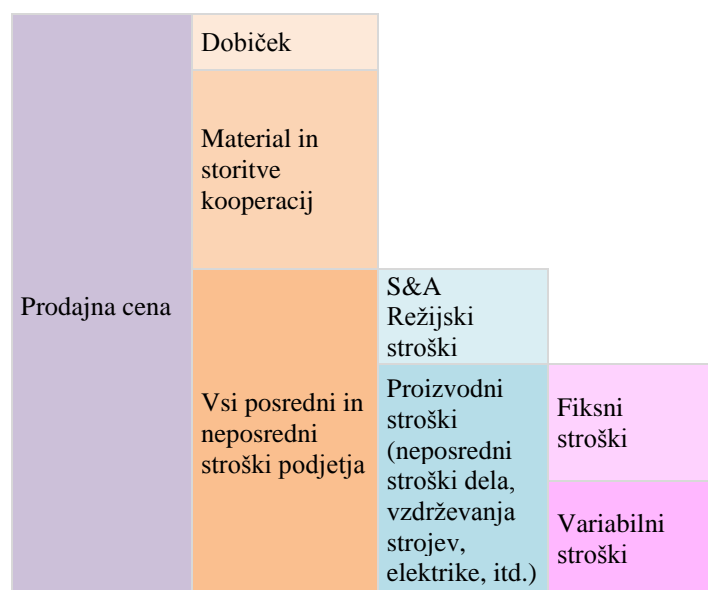 Dobiček
Material in
storitve
kooperacij
Prodajna cena
S&A
Režijski
stroški
Vsi posredni in
neposredni
stroški podjetja
Proizvodni
stroški
(neposredni
stroški dela,
vzdrževanja
strojev,
elektrike, itd.)
Fiksni
stroški
Variabilni
stroški